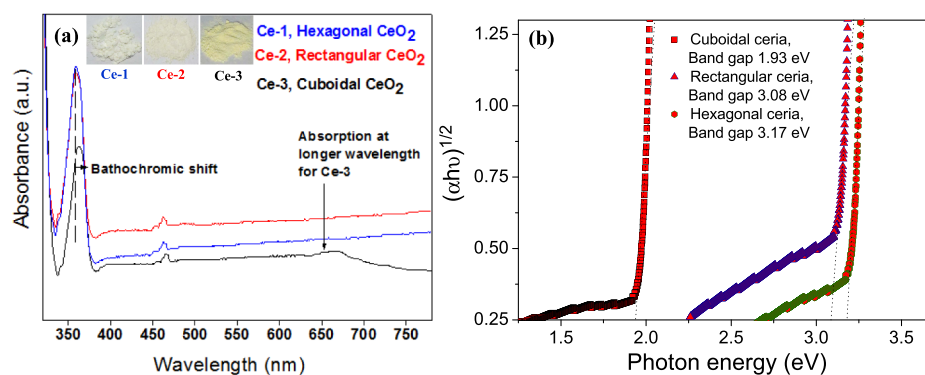 (a)
Ce-1, Hexagonal CeO2
Ce-2, Rectangular CeO2
Ce-3, Cuboidal CeO2
Ce-1
Ce-2
Ce-3
Absorption at
longer wavelength
for Ce-3
Bathochromic shift
Absorbance (a.u.)
350 400 450 500 550 600 650 700 750
Wavelength (nm)
(b)
Cuboidal ceria,
Band gap 1.93 eV
Rectangular ceria,
Band gap 3.08 eV
Hexagonal ceria,
Band gap 3.17 eV
(αhυ)1/2
1.25
1.00
0.75
0.50
0.25
1.5 2.0 2.5 3.0 3.5
Photon energy (eV)